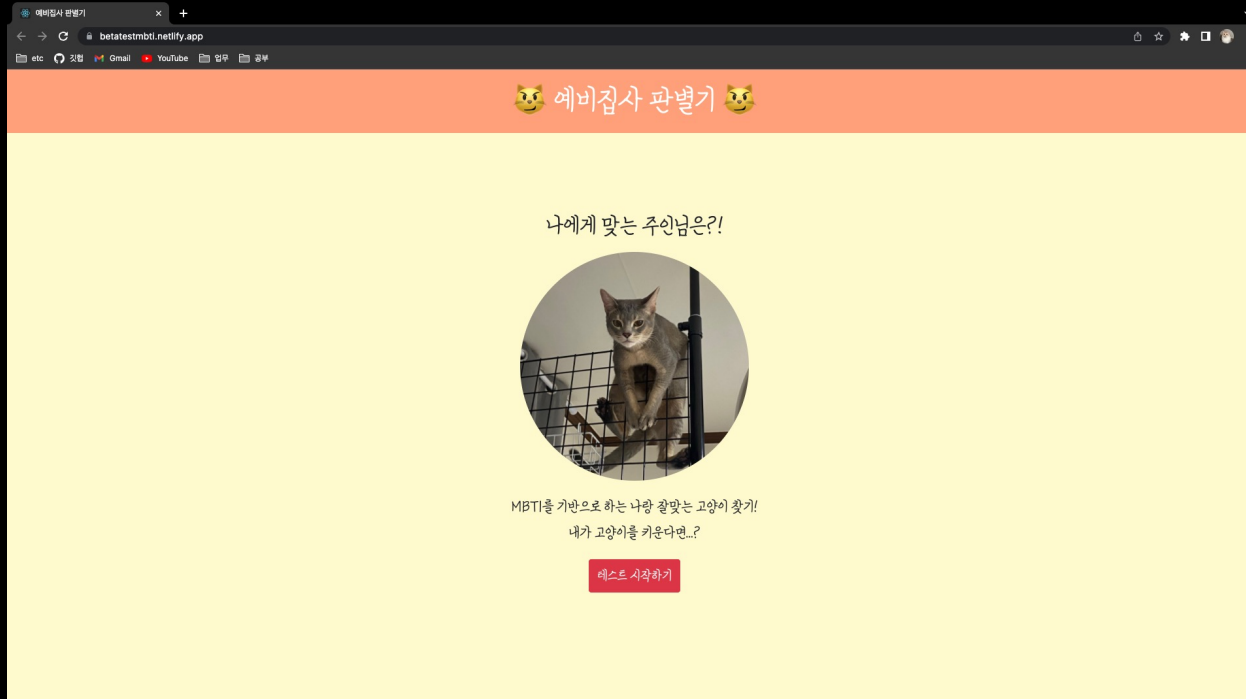 예비집사 판별기
betatestmbti.netlify.app
etc 깃헙 Gmail YouTube 업무 공부
😼 예비집사 판별기 😼
나에게 맞는 주인님은?!
MBTI를 기반으로 하는 나랑 잘맞는 고양이 찾기!
내가 고양이를 키운다면...?
테스트 시작하기